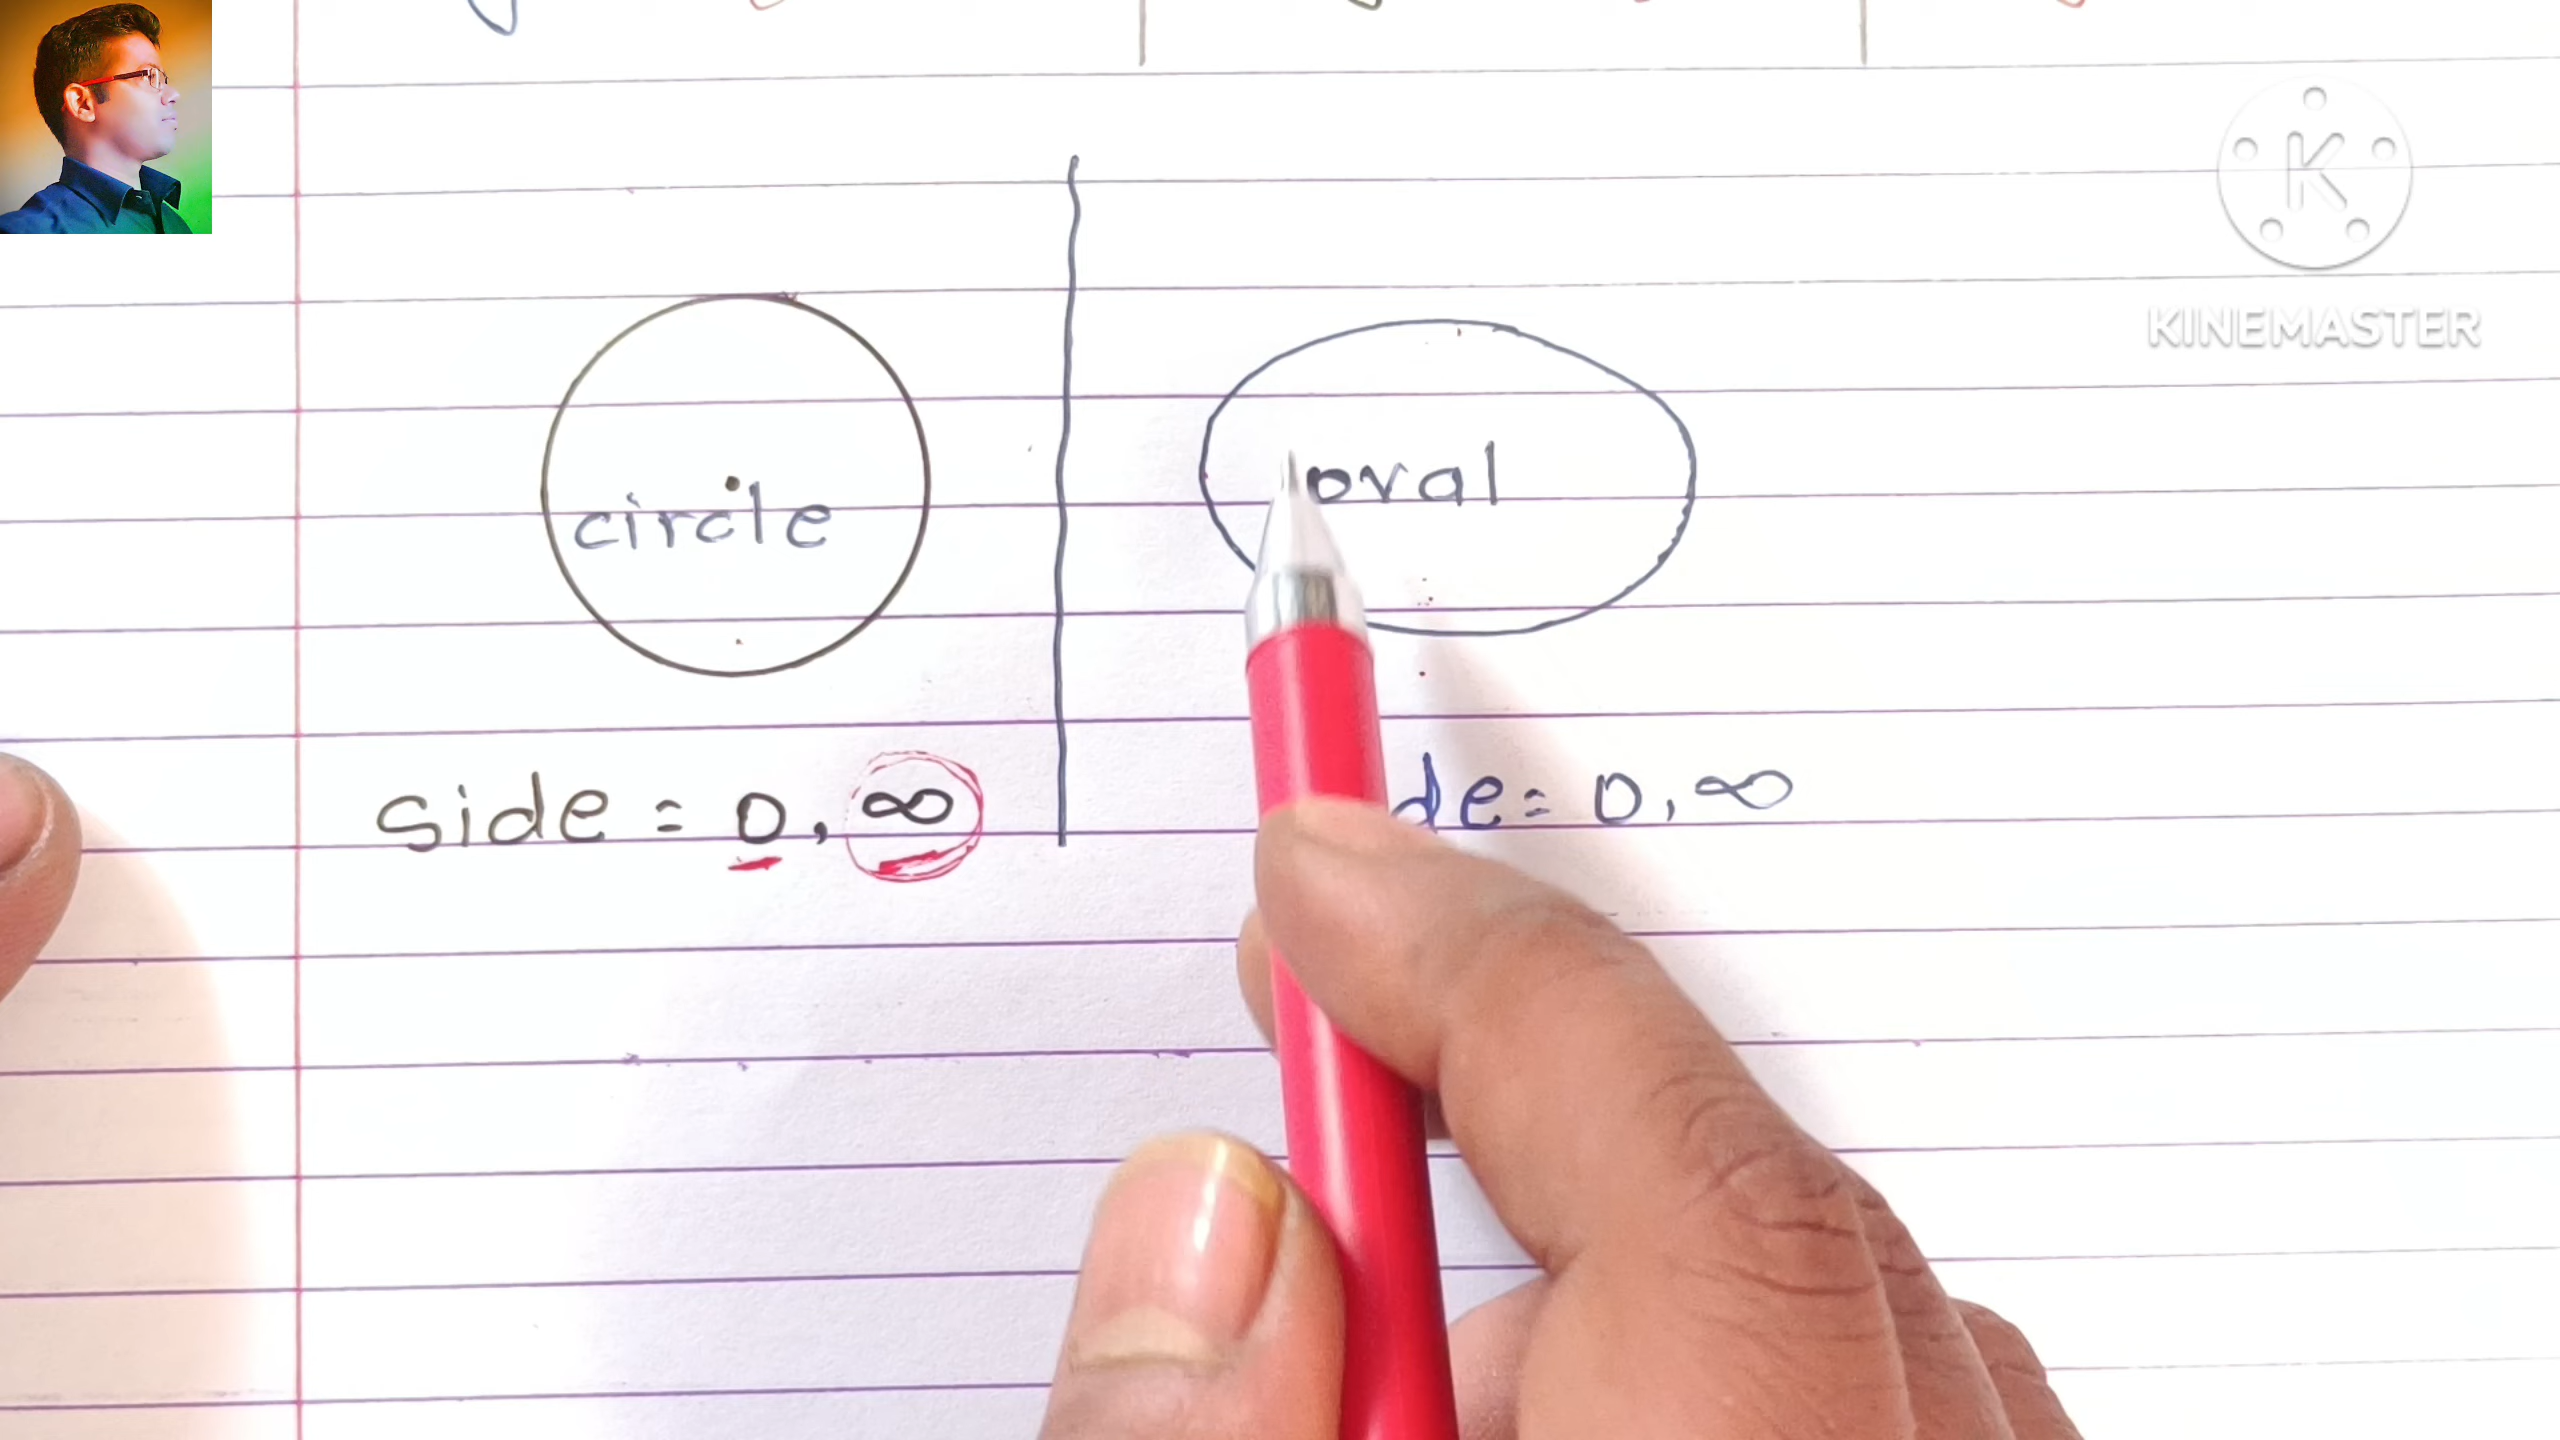 KINEMASTER
circle
oval
side = 0, ∞
de = 0, ∞